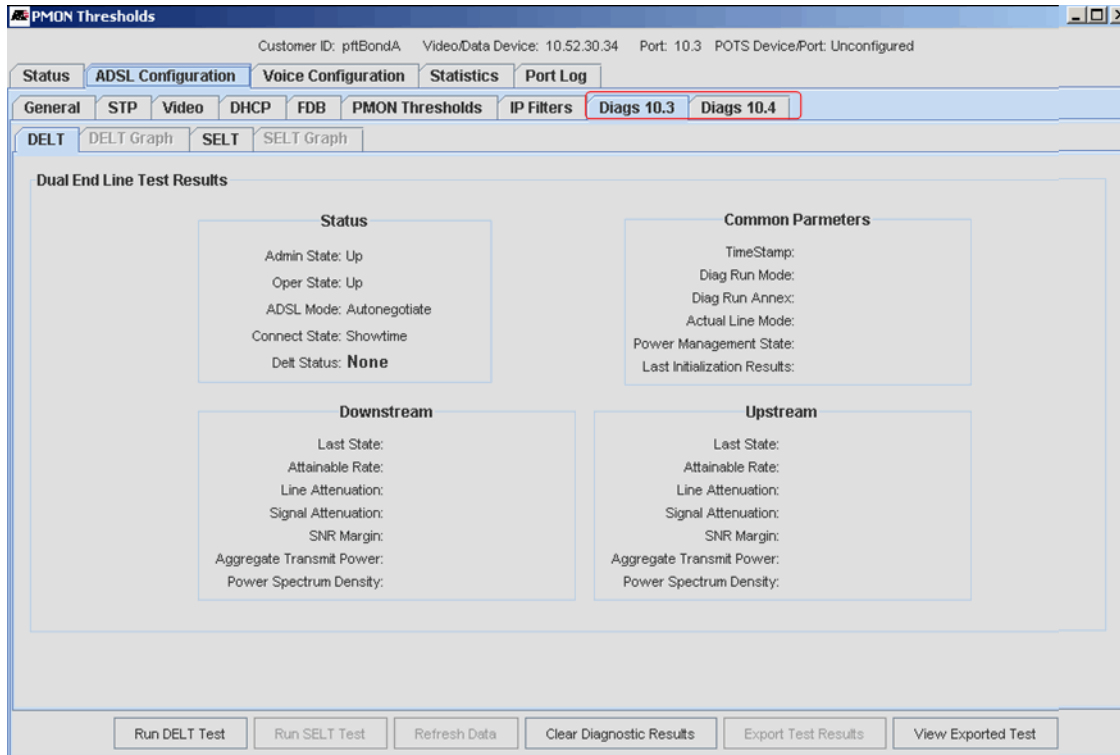 PMON Thresholds
Customer ID: pftBondA Video/Data Device: 10.52.30.34 Port: 10.3 POTS Device/Port: Unconfigured
Status ADSL Configuration Voice Configuration Statistics Port Log
General STP Video DHCP FDB PMON Thresholds IP Filters Diags 10.3 Diags 10.4
DELT DELT Graph SELT SELT Graph
Dual End Line Test Results
Status
Admin State: Up
Oper State: Up
ADSL Mode: Autonegotiate
Connect State: Showtime
Delt Status: None
Common Parmeters
TimeStamp:
Diag Run Mode:
Diag Run Annex:
Actual Line Mode:
Power Management State:
Last Initialization Results:
Downstream
Last State:
Attainable Rate:
Line Attenuation:
Signal Attenuation:
SNR Margin:
Aggregate Transmit Power:
Power Spectrum Density:
Upstream
Last State:
Attainable Rate:
Line Attenuation:
Signal Attenuation:
SNR Margin:
Aggregate Transmit Power:
Power Spectrum Density:
Run DELT Test Run SELT Test Refresh Data Clear Diagnostic Results Export Test Results View Exported Test